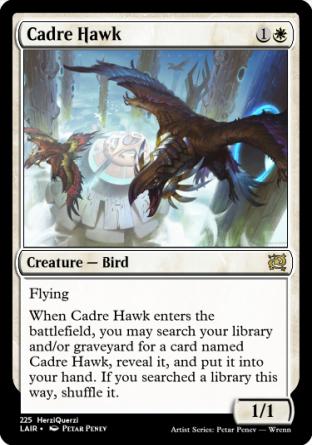 Cadre Hawk 1
Creature — Bird
Flying
When Cadre Hawk enters the
battlefield, you may search your library
and/or graveyard for a card named
Cadre Hawk, reveal it, and put it into
your hand. If you searched a library this
way, shuffle it.
1/1
225 HerziQuerzi
LAIR • Petar Penev
Artist Series: Petar Penev — Wrenn